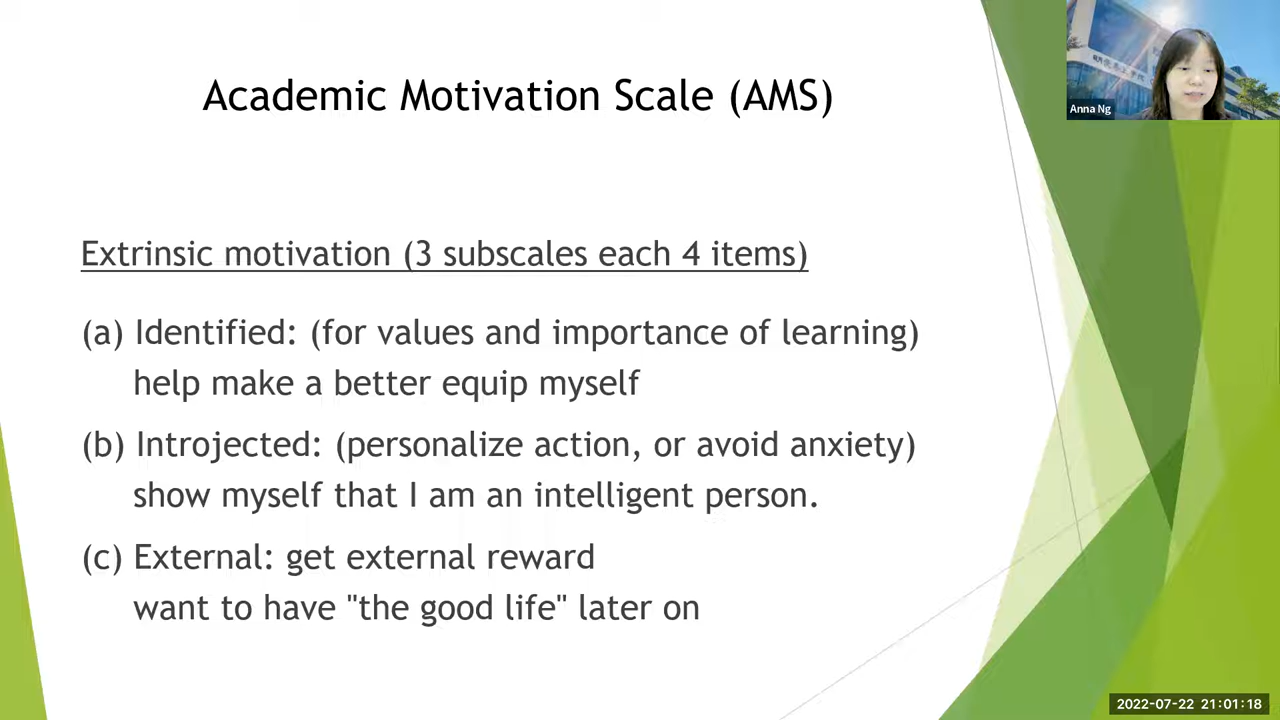 Academic Motivation Scale (AMS)
Anna Ng
Extrinsic motivation (3 subscales each 4 items)
(a) Identified: (for values and importance of learning)
help make a better equip myself
(b) Introjected: (personalize action, or avoid anxiety)
show myself that I am an intelligent person.
(c) External: get external reward
want to have "the good life" later on
2022-07-22 21:01:18